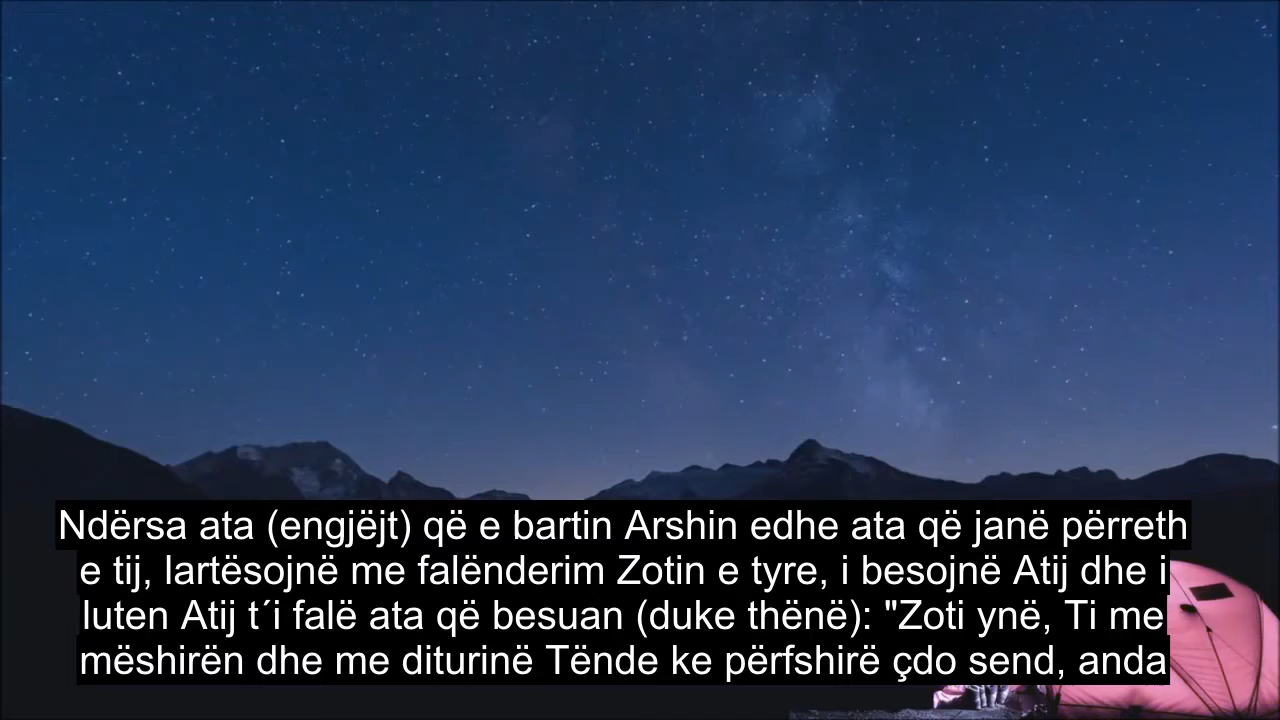 Ndërsa ata (engjëjt) që e bartin Arshin edhe ata që janë përreth
e tij, lartësojnë me falënderim Zotin e tyre, i besojnë Atij dhe i
luten Atij t´i falë ata që besuan (duke thënë): "Zoti ynë, Ti me
mëshirën dhe me diturinë Tënde ke përfshirë çdo send, anda